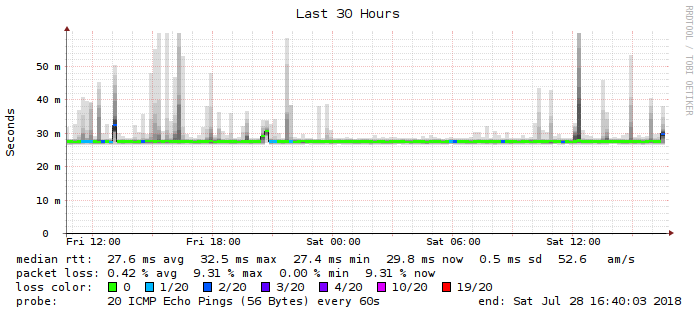 Last 30 Hours
RRDTOOL / TOBI OETIKER
Seconds
50 m
40 m
30 m
20 m
10 m
0
Fri 12:00 Fri 18:00 Sat 00:00 Sat 06:00 Sat 12:00
median rtt: 27.6 ms avg 32.5 ms max 27.4 ms min 29.8 ms now 0.5 ms sd 52.6 am/s
packet loss: 0.42 % avg 9.31 % max 0.00 % min 9.31 % now
loss color: 0 1/20 2/20 3/20 4/20 10/20 19/20
probe: 20 ICMP Echo Pings (56 Bytes) every 60s end: Sat Jul 28 16:40:03 2018